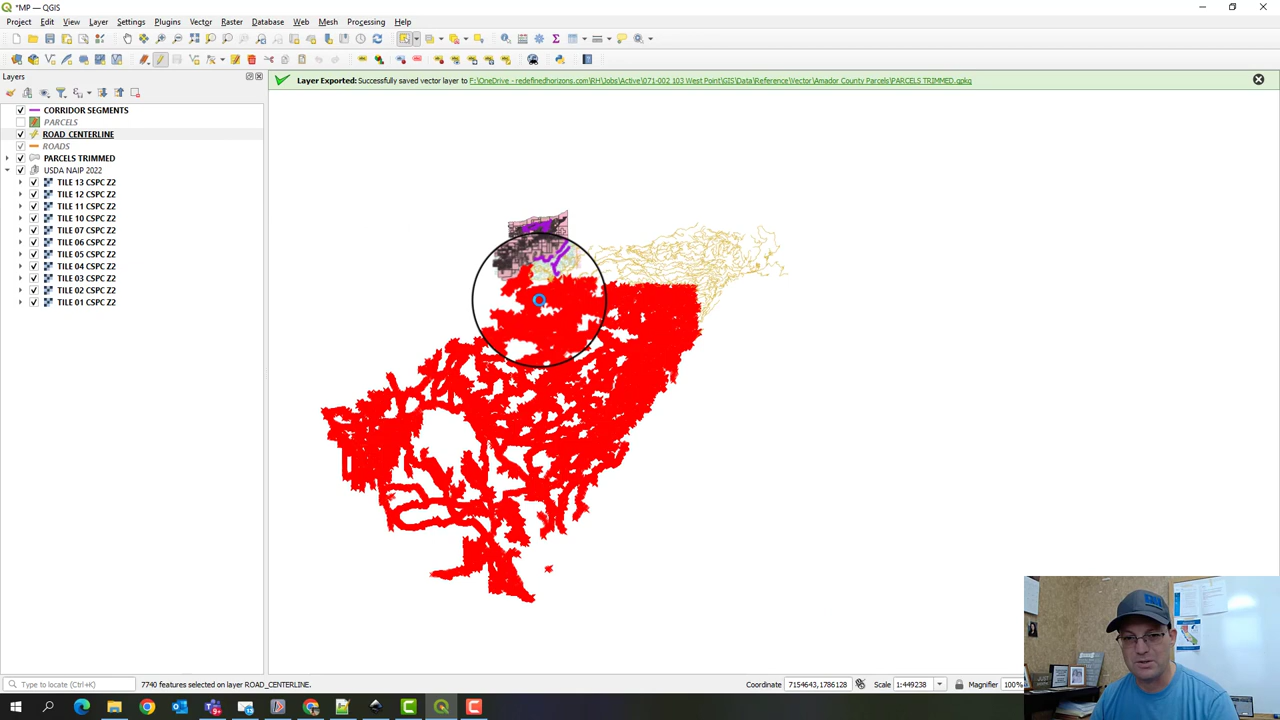 *MP — QGIS
Project Edit View Layer Settings Plugins Vector Raster Database Web Mesh Processing Help
Layers
Layer Exported: Successfully saved vector layer to F:\OneDrive - redefinedhorizons.com\RH\Jobs\Active\071-002 103 West Point\GIS\Data\Reference\Vector\Amador County Parcels\PARCELS TRIMMED.gpkg
CORRIDOR SEGMENTS
PARCELS
ROAD_CENTERLINE
ROADS
PARCELS TRIMMED
USDA NAIP 2022
TILE 13 CSPC Z2
TILE 12 CSPC Z2
TILE 11 CSPC Z2
TILE 10 CSPC Z2
TILE 07 CSPC Z2
TILE 06 CSPC Z2
TILE 05 CSPC Z2
TILE 04 CSPC Z2
TILE 03 CSPC Z2
TILE 02 CSPC Z2
TILE 01 CSPC Z2
Type to locate (Ctrl+K) 7740 features selected on layer ROAD_CENTERLINE. Coordinate 7154643,1786128 Scale 1:449238 Magnifier 100%